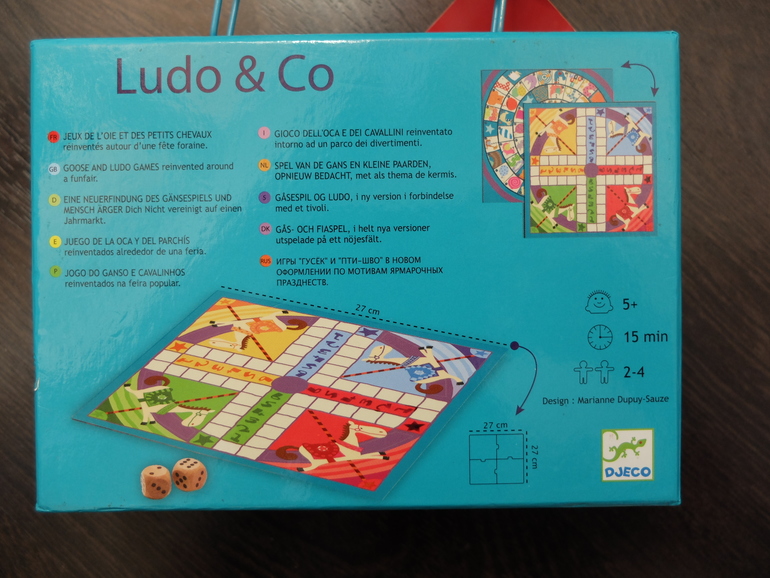 Ludo & Co
FR JEUX DE L'OIE ET DES PETITS CHEVAUX
réinventés autour d'une fête foraine.
GB GOOSE AND LUDO GAMES reinvented around
a funfair.
D EINE NEUERFINDUNG DES GÄNSESPIELS UND
MENSCH ÄRGER Dich Nicht vereinigt auf einen
Jahrmarkt.
E JUEGO DE LA OCA Y DEL PARCHÍS
reinventados alrededor de una feria.
P JOGO DO GANSO E CAVALINHOS
reinventados na feira popular.
I GIOCO DELL'OCA E DEI CAVALLINI reinventato
intorno ad un parco dei divertimenti.
NL SPEL VAN DE GANS EN KLEINE PAARDEN,
OPNIEUW BEDACHT, met als thema de kermis.
S GÅSESPIL OG LUDO, i ny version i forbindelse
med et tivoli.
DK GÅS- OCH FIASPEL, i helt nya versioner
utspelade på ett nöjesfält.
RUS ИГРЫ "ГУСЁК" И "ПТИ-ШВО" В НОВОМ
ОФОРМЛЕНИИ ПО МОТИВАМ ЯРМАРОЧНЫХ
ПРАЗДНЕСТВ.
27 cm
5+
15 min
2-4
Design : Marianne Dupuy-Sauze
27 cm
27 cm
DJECO